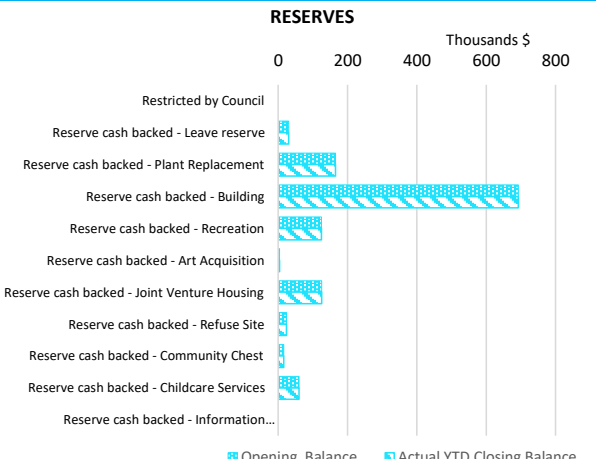 RESERVES
Thousands $
0 200 400 600 800
Restricted by Council
Reserve cash backed - Leave reserve
Reserve cash backed - Plant Replacement
Reserve cash backed - Building
Reserve cash backed - Recreation
Reserve cash backed - Art Acquisition
Reserve cash backed - Joint Venture Housing
Reserve cash backed - Refuse Site
Reserve cash backed - Community Chest
Reserve cash backed - Childcare Services
Reserve cash backed - Information...
Opening Balance Actual YTD Closing Balance